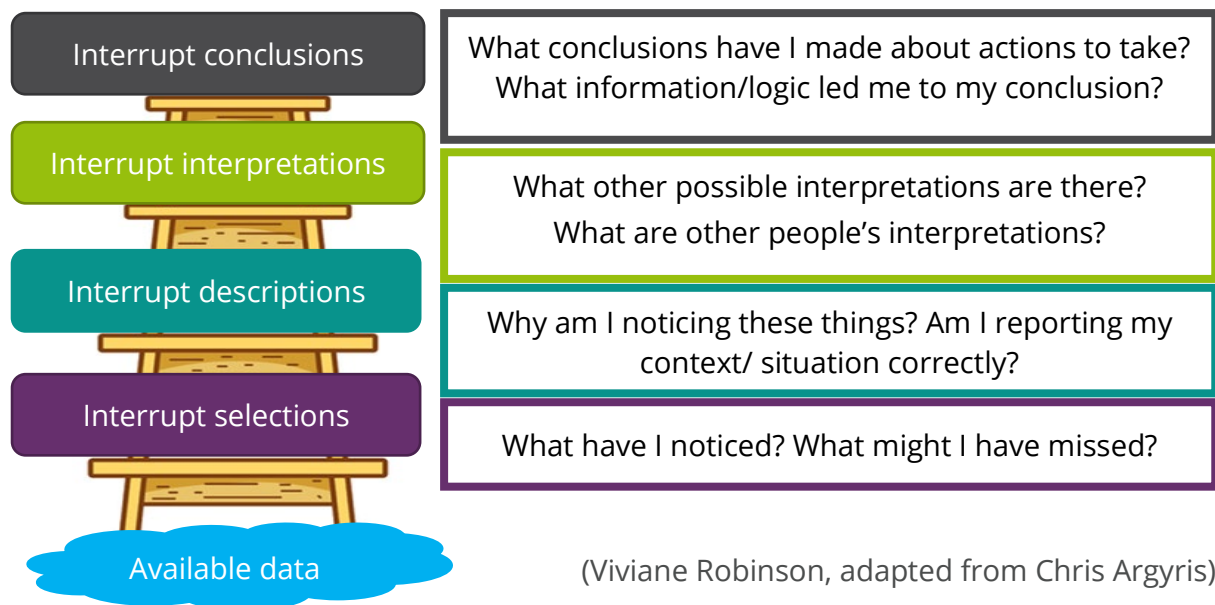 Interrupt conclusions
What conclusions have I made about actions to take?
What information/logic led me to my conclusion?
Interrupt interpretations
What other possible interpretations are there?
What are other people’s interpretations?
Interrupt descriptions
Why am I noticing these things? Am I reporting my
context/ situation correctly?
Interrupt selections
What have I noticed? What might I have missed?
Available data
(Viviane Robinson, adapted from Chris Argyris)